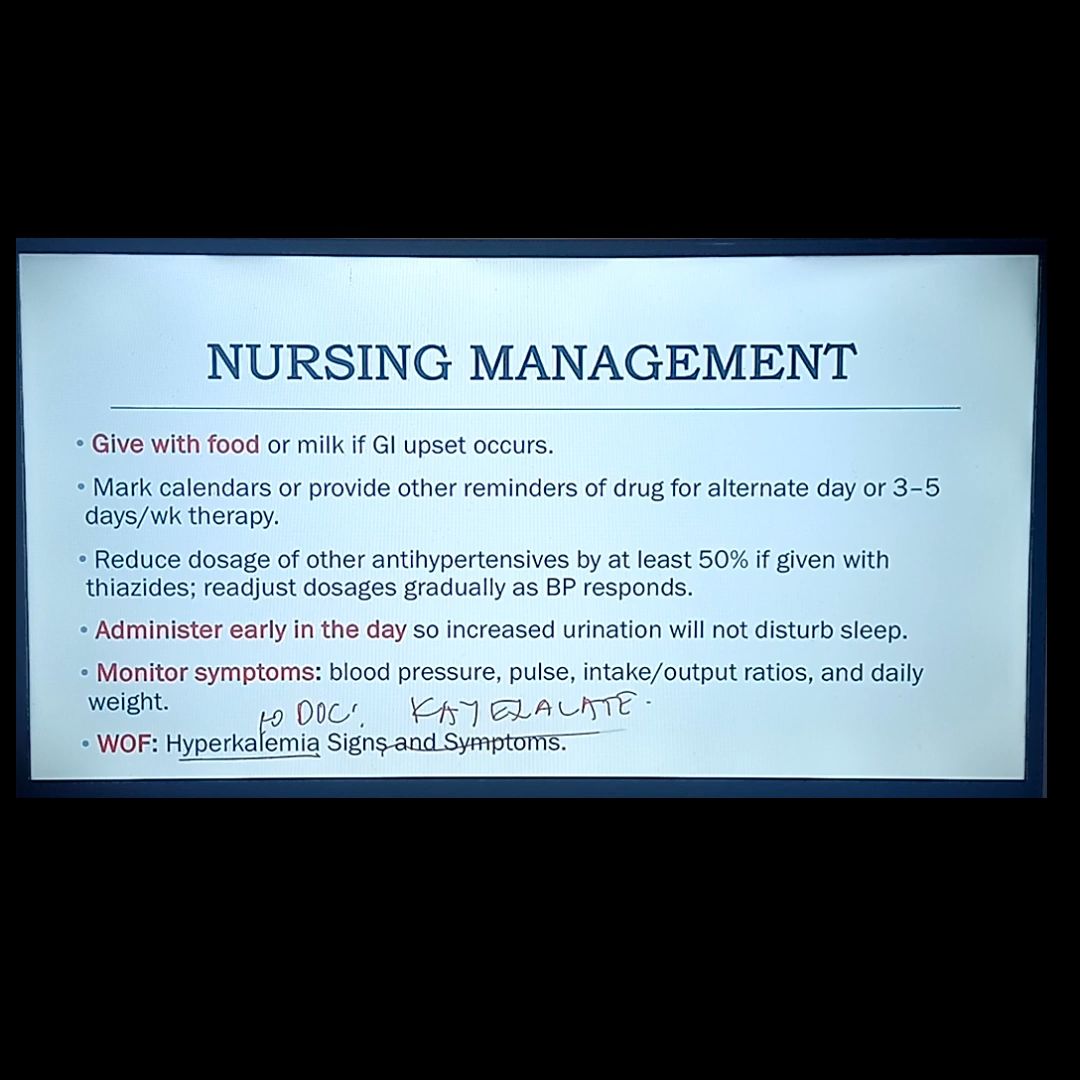 NURSING MANAGEMENT
• Give with food or milk if GI upset occurs.
• Mark calendars or provide other reminders of drug for alternate day or 3–5
days/wk therapy.
• Reduce dosage of other antihypertensives by at least 50% if given with
thiazides; readjust dosages gradually as BP responds.
• Administer early in the day so increased urination will not disturb sleep.
• Monitor symptoms: blood pressure, pulse, intake/output ratios, and daily
weight.
DOC: KAYEXALATE
• WOF: Hyperkalemia Signs and Symptoms.